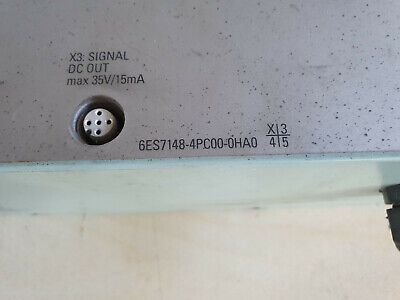 X3: SIGNAL
DC OUT
max 35V/15mA
6ES7148-4PC00-0HA0
X|3
4|5